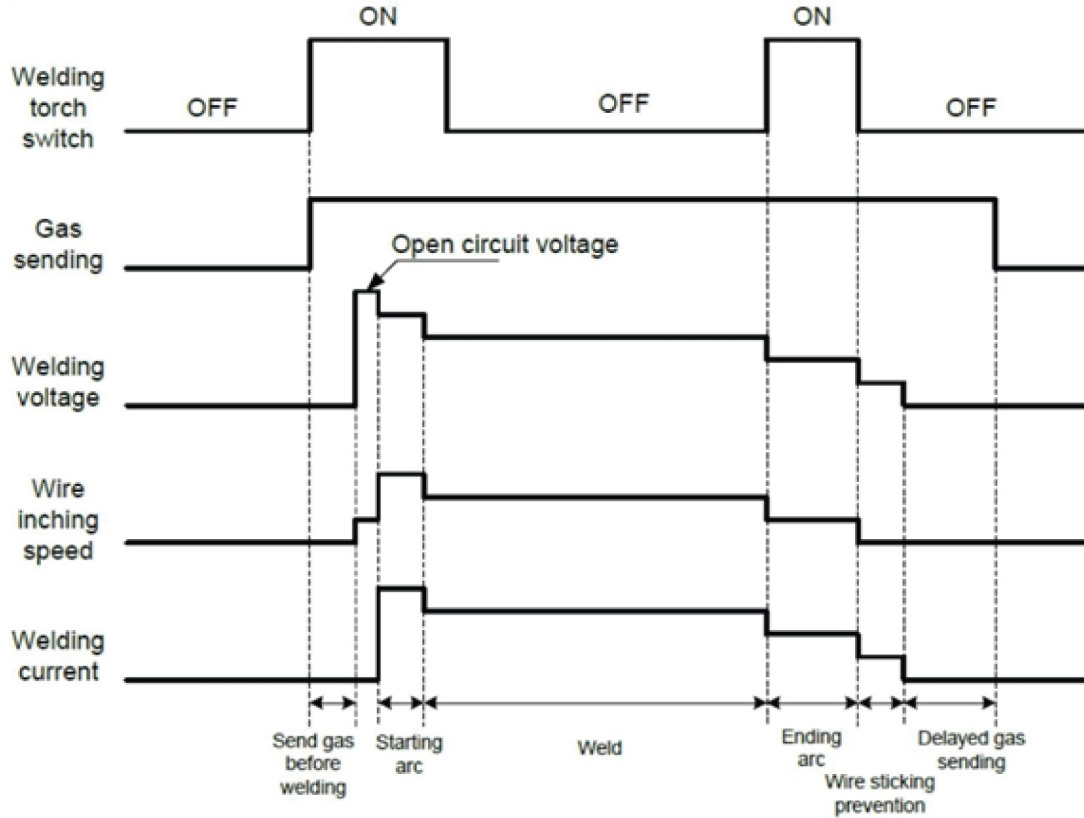 ON
ON
Welding
torch
switch
OFF
OFF
OFF
Gas
sending
Open circuit voltage
Welding
voltage
Wire
inching
speed
Welding
current
Send gas
before
welding
Starting
arc
Weld
Ending
arc
Wire sticking
prevention
Delayed gas
sending